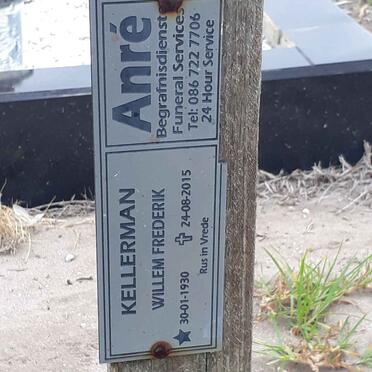 Anré
Begrafnisdienst
Funeral Services
Tel: 086 722 7706
24 Hour Service
KELLERMAN
WILLEM FREDERIK
★ 30-01-1930 ✝ 24-08-2015
Rus in Vrede